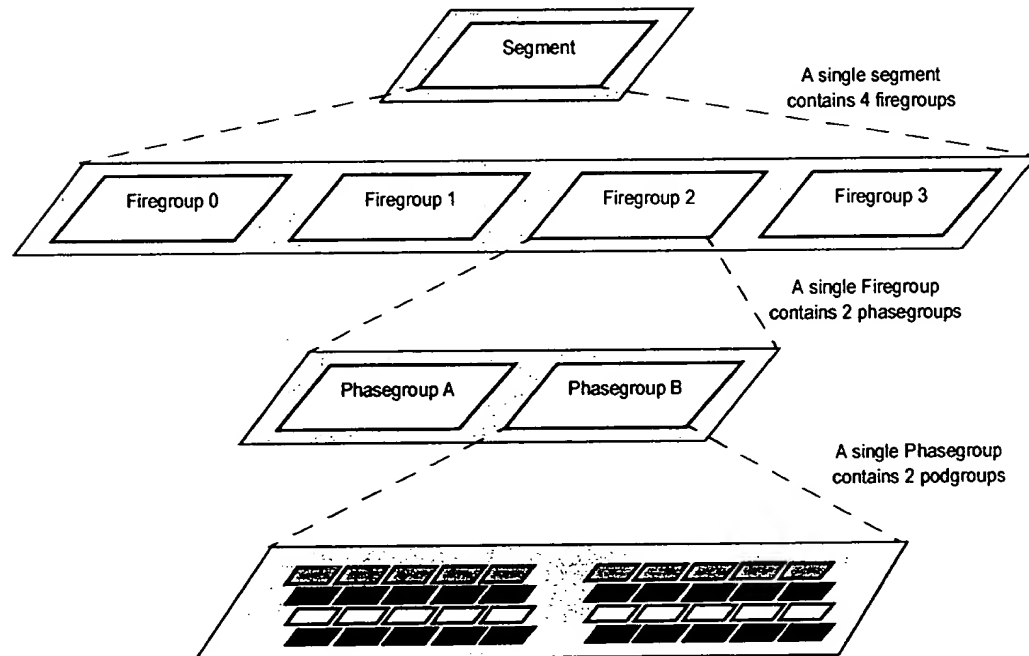 Segment
A single segment
contains 4 firegroups
Firegroup 0
Firegroup 1
Firegroup 2
Firegroup 3
A single Firegroup
contains 2 phasegroups
Phasegroup A
Phasegroup B
A single Phasegroup
contains 2 podgroups